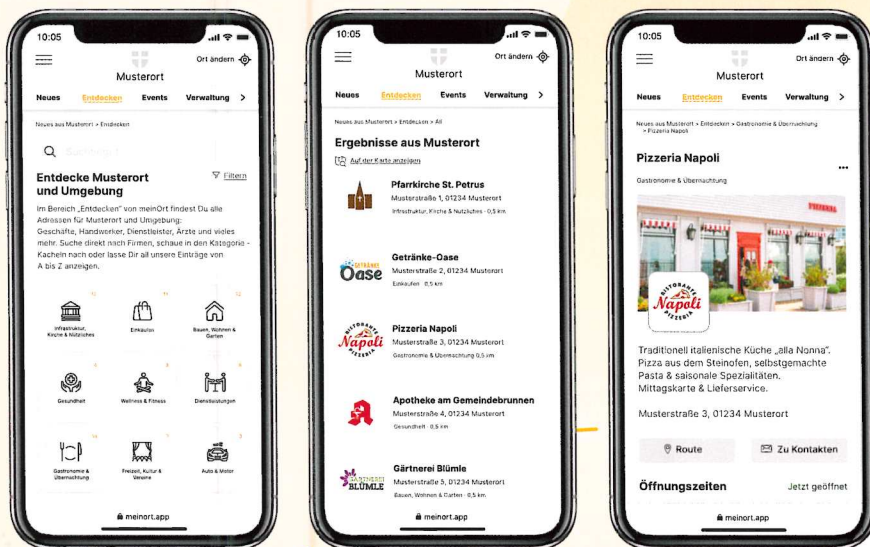 10:05
Ort ändern
Musterort
Neues Entdecken Events Verwaltung >
Neues aus Musterort > Entdecken
Entdecke Musterort
und Umgebung
Filtern
Im Bereich „Entdecken" von meinOrt findest Du alle
Adressen für Musterort und Umgebung:
Geschäfte, Handwerker, Dienstleister, Ärzte und vieles
mehr. Suche direkt nach Firmen, schaue in den Kategorie -
Kacheln nach oder lasse Dir all unsere Einträge von
A bis Z anzeigen.
Infrastruktur,
Kirche & Nützliches
Einkaufen
Bauen, Wohnen &
Garten
Gesundheit
Wellness & Fitness
Dienstleistungen
Gastronomie &
Übernachtung
Freizeit, Kultur &
Vereine
Auto & Motor
meinort.app
10:05
Ort ändern
Musterort
Neues Entdecken Events Verwaltung >
Neues aus Musterort > Entdecken > All
Ergebnisse aus Musterort
Auf der Karte anzeigen
Pfarrkirche St. Petrus
Musterstraße 1, 01234 Musterort
Infrastruktur, Kirche & Nützliches · 0,5 km
GETRÄNKE
Oase
Getränke-Oase
Musterstraße 2, 01234 Musterort
Einkaufen · 0,5 km
RISTORANTE
Napoli
PIZZERIA
Pizzeria Napoli
Musterstraße 3, 01234 Musterort
Gastronomie & Übernachtung 0,5 km
Apotheke am Gemeindebrunnen
Musterstraße 4, 01234 Musterort
Gesundheit · 0,5 km
GÄRTNEREI
BLÜMLE
Gärtnerei Blümle
Musterstraße 5, 01234 Musterort
Bauen, Wohnen & Garten · 0,5 km
meinort.app
10:05
Ort ändern
Musterort
Neues Entdecken Events Verwaltung >
Neues aus Musterort > Entdecken > Gastronomie & Übernachtung
> Pizzeria Napoli
Pizzeria Napoli
...
Gastronomie & Übernachtung
PIZZERIA
RISTORANTE
Napoli
PIZZERIA
Traditionell italienische Küche „alla Nonna".
Pizza aus dem Steinofen, selbstgemachte
Pasta & saisonale Spezialitäten.
Mittagskarte & Lieferservice.
Musterstraße 3, 01234 Musterort
Route
Zu Kontakten
Öffnungszeiten
Jetzt geöffnet
meinort.app